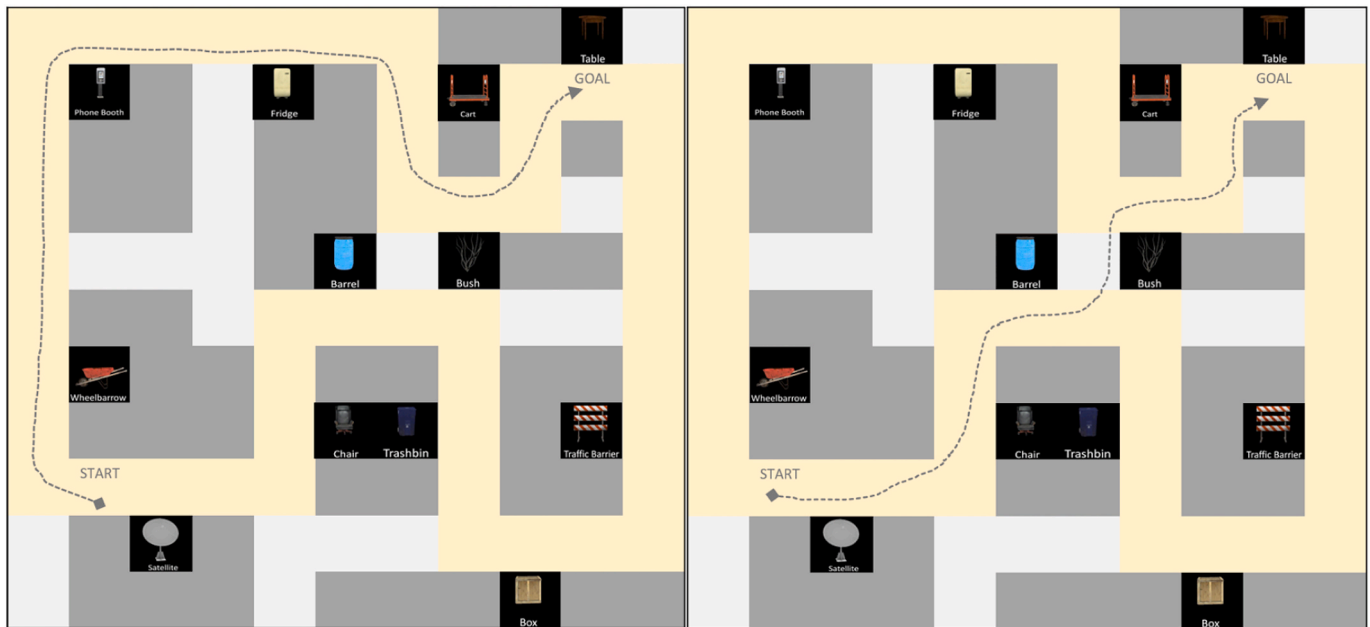 Table
GOAL
Phone Booth
Fridge
Cart
Barrel
Bush
Wheelbarrow
Chair
Trashbin
Traffic Barrier
START
Satellite
Box
Table
GOAL
Phone Booth
Fridge
Cart
Barrel
Bush
Wheelbarrow
Chair
Trashbin
Traffic Barrier
START
Satellite
Box